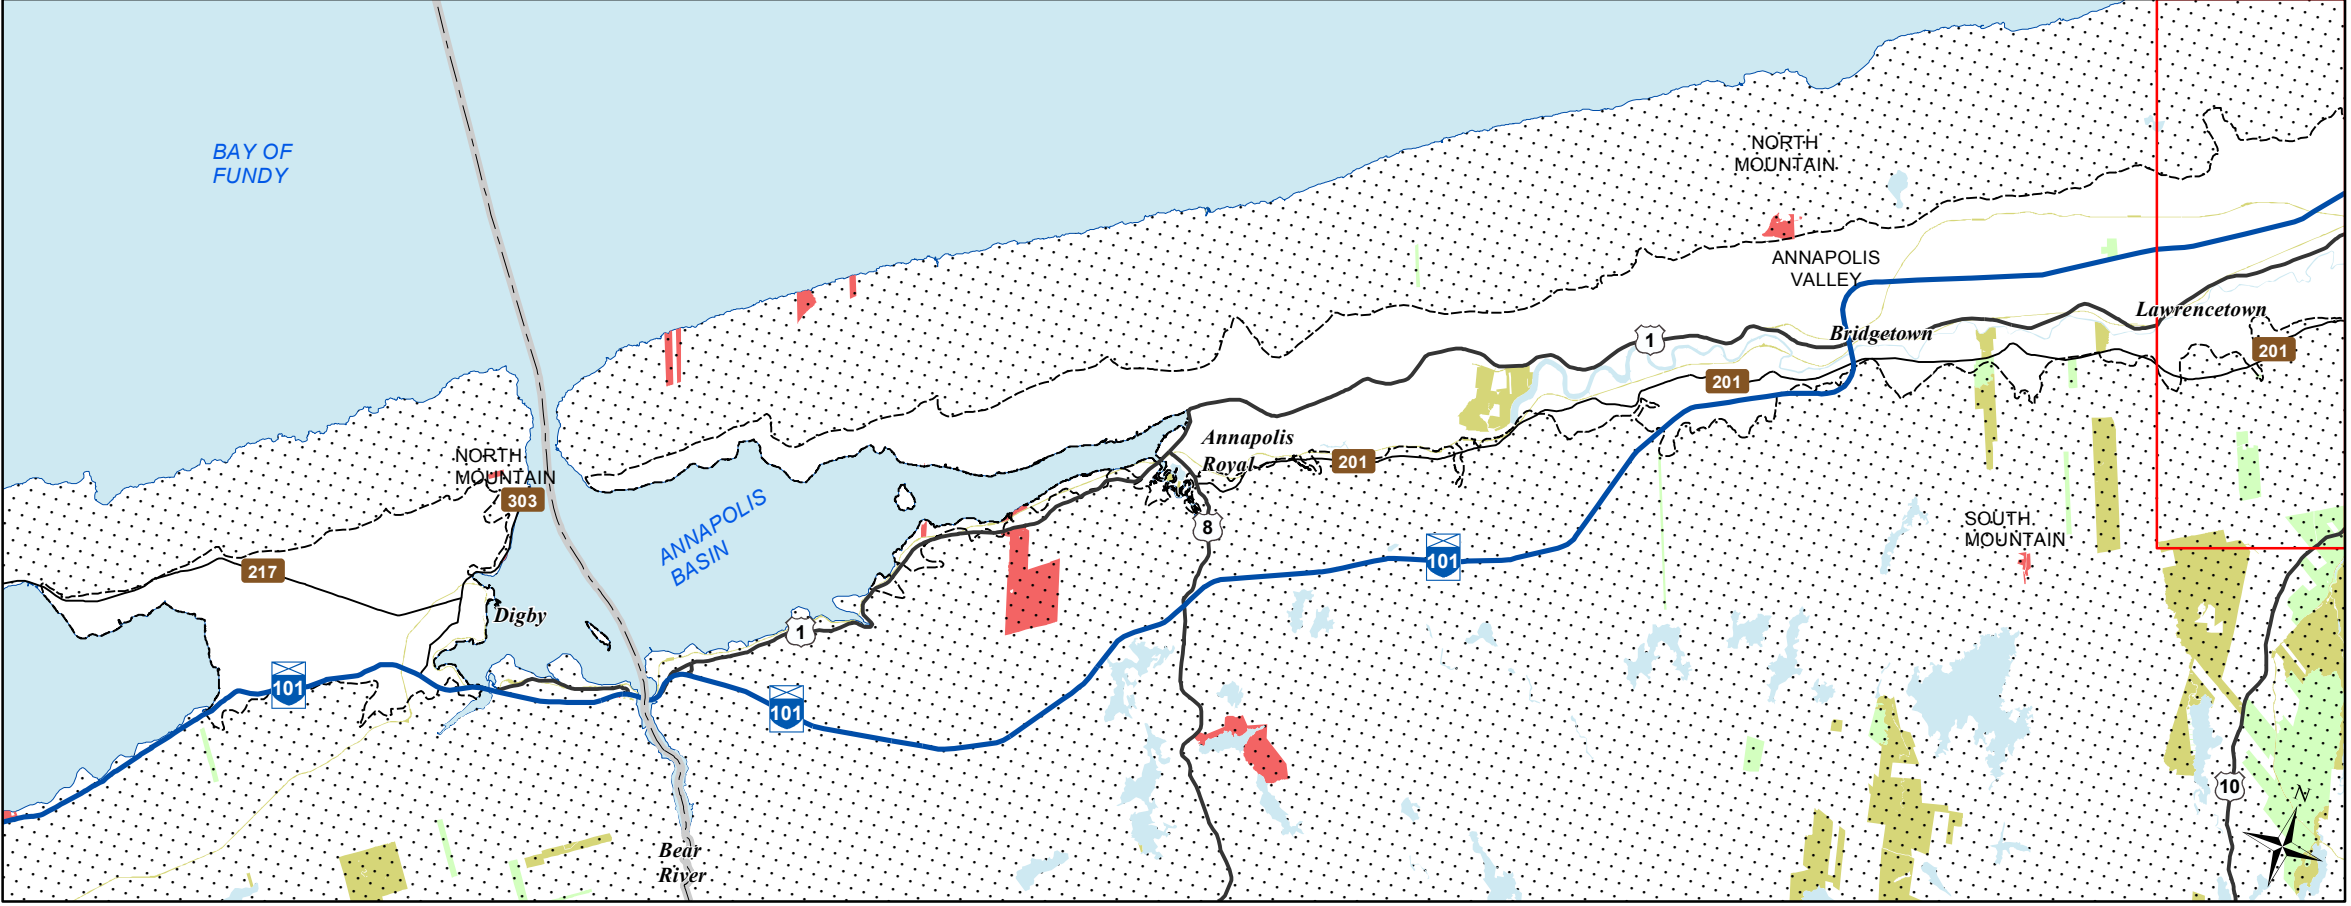 BAY OF
FUNDY
NORTH
MOUNTAIN
ANNAPOLIS
VALLEY
Lawrencetown
Bridgetown
1
201
201
Annapolis
Royal
201
NORTH
MOUNTAIN
303
ANNAPOLIS
BASIN
8
SOUTH
MOUNTAIN
101
217
Digby
1
101
101
10
N
Bear
River